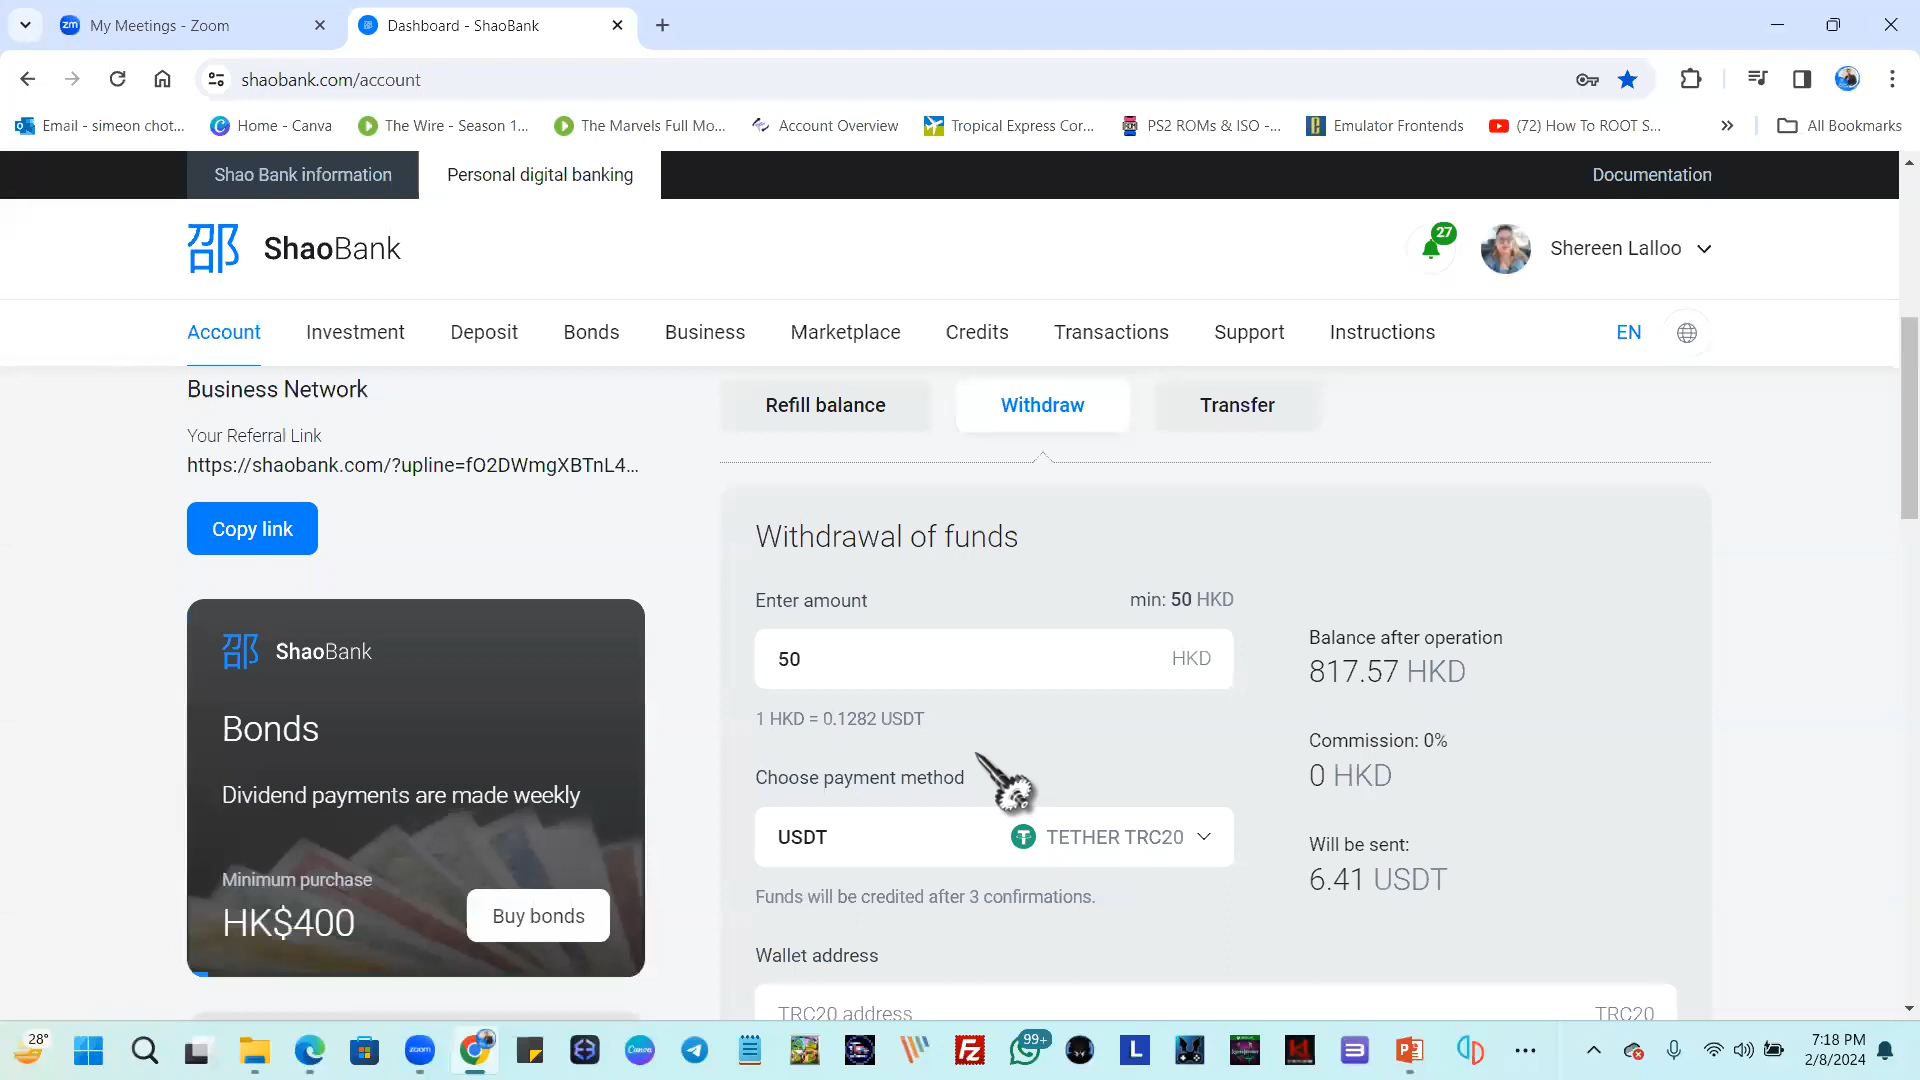 My Meetings - Zoom
Dashboard - ShaoBank
shaobank.com/account
Email - simeon chot...
Home - Canva
The Wire - Season 1...
The Marvels Full Mo...
Account Overview
Tropical Express Cor...
PS2 ROMs & ISO -...
Emulator Frontends
(72) How To ROOT S...
All Bookmarks
Shao Bank information
Personal digital banking
Documentation
邵 ShaoBank
27
Shereen Lalloo
Account
Investment
Deposit
Bonds
Business
Marketplace
Credits
Transactions
Support
Instructions
EN
Business Network
Your Referral Link
https://shaobank.com/?upline=fO2DWmgXBTnL4...
Copy link
邵 ShaoBank
Bonds
Dividend payments are made weekly
Minimum purchase
HK$400
Buy bonds
Refill balance
Withdraw
Transfer
Withdrawal of funds
Enter amount
min: 50 HKD
50
HKD
1 HKD = 0.1282 USDT
Choose payment method
USDT
TETHER TRC20
Funds will be credited after 3 confirmations.
Wallet address
TRC20 address
TRC20
Balance after operation
817.57 HKD
Commission: 0%
0 HKD
Will be sent:
6.41 USDT
28°
zoom
Canva
99+
7:18 PM
2/8/2024